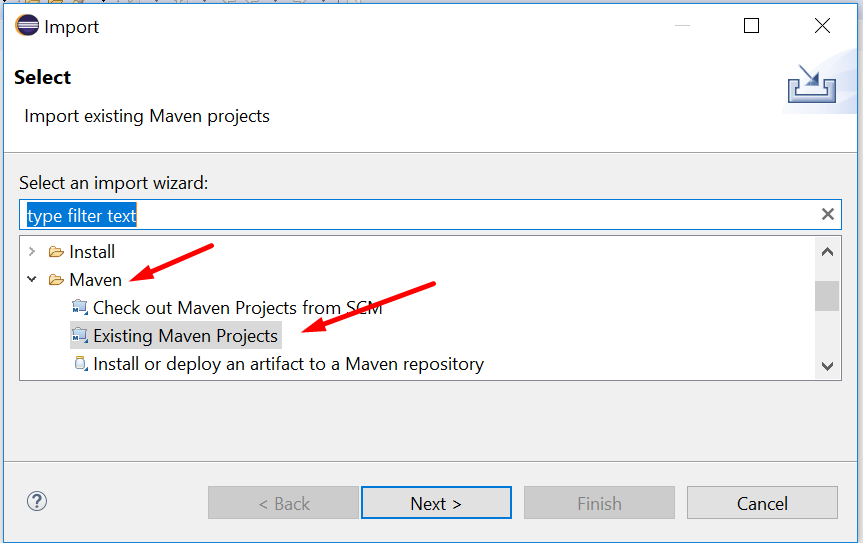 Import
Select
Import existing Maven projects
Select an import wizard:
type filter text
Install
Maven
Check out Maven Projects from SCM
Existing Maven Projects
Install or deploy an artifact to a Maven repository
? < Back Next > Finish Cancel